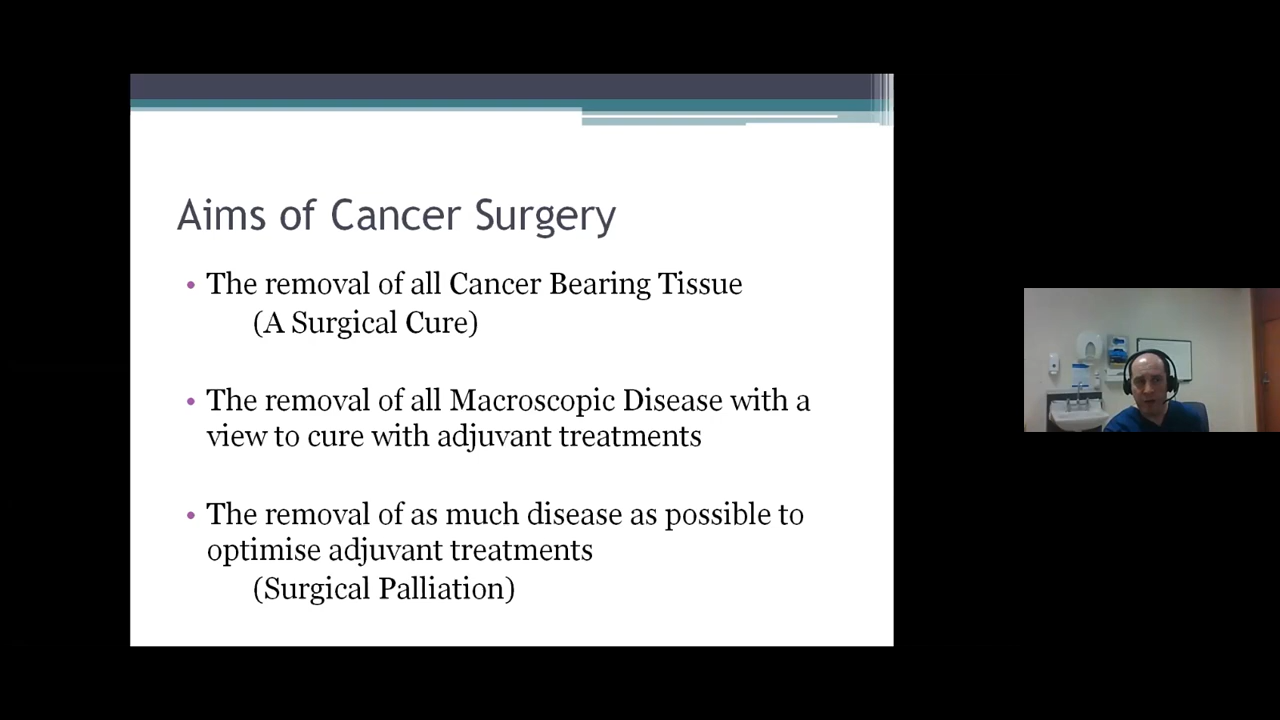 Aims of Cancer Surgery
• The removal of all Cancer Bearing Tissue
(A Surgical Cure)
• The removal of all Macroscopic Disease with a
view to cure with adjuvant treatments
• The removal of as much disease as possible to
optimise adjuvant treatments
(Surgical Palliation)